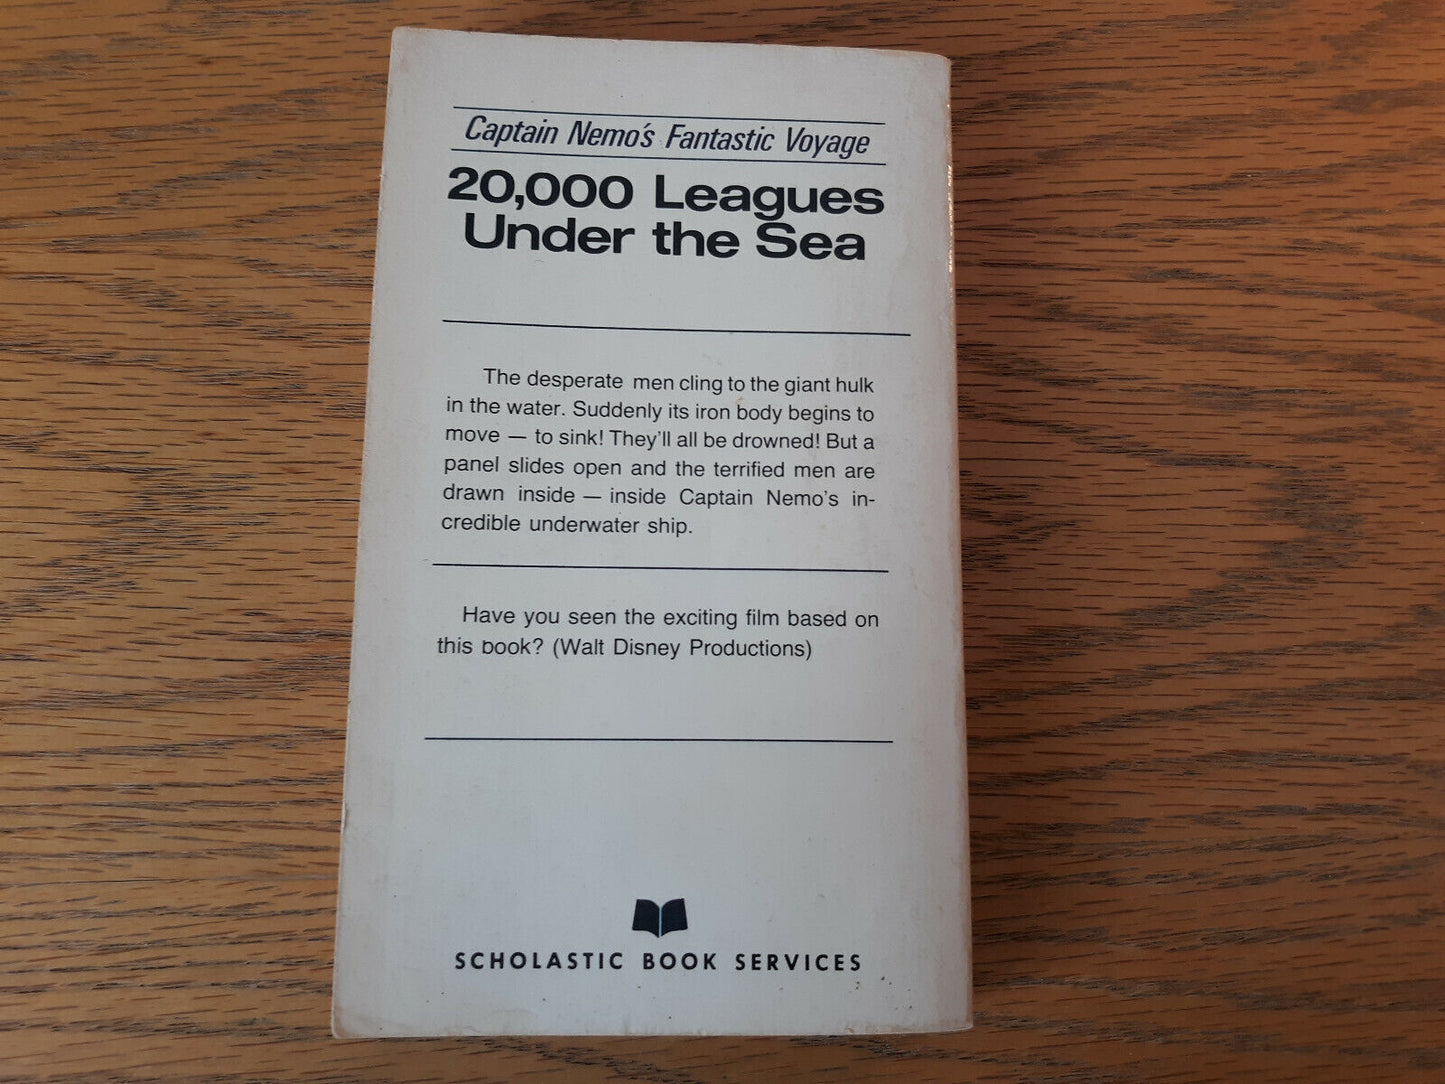 Captain Nemo's Fantastic Voyage
20,000 Leagues
Under the Sea
The desperate men cling to the giant hulk
in the water. Suddenly its iron body begins to
move — to sink! They'll all be drowned! But a
panel slides open and the terrified men are
drawn inside — inside Captain Nemo's in-
credible underwater ship.
Have you seen the exciting film based on
this book? (Walt Disney Productions)
SCHOLASTIC BOOK SERVICES